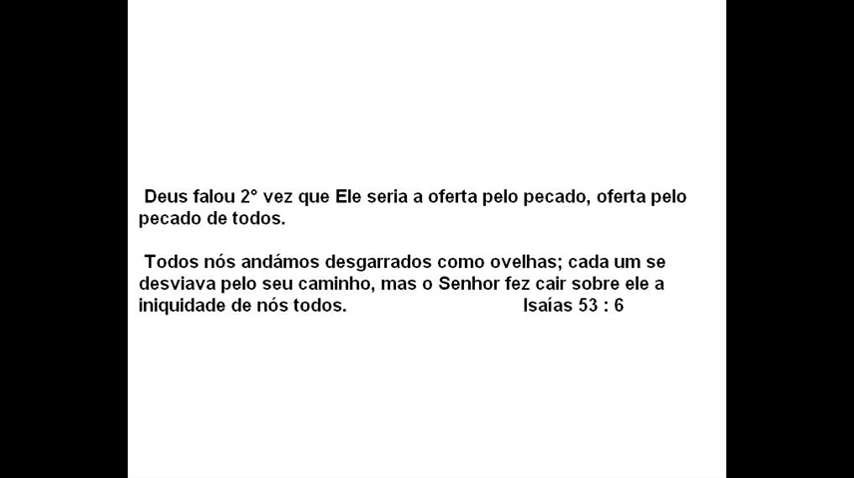 Deus falou 2° vez que Ele seria a oferta pelo pecado, oferta pelo
pecado de todos.
Todos nós andámos desgarrados como ovelhas; cada um se
desviava pelo seu caminho, mas o Senhor fez cair sobre ele a
iniquidade de nós todos. Isaías 53 : 6